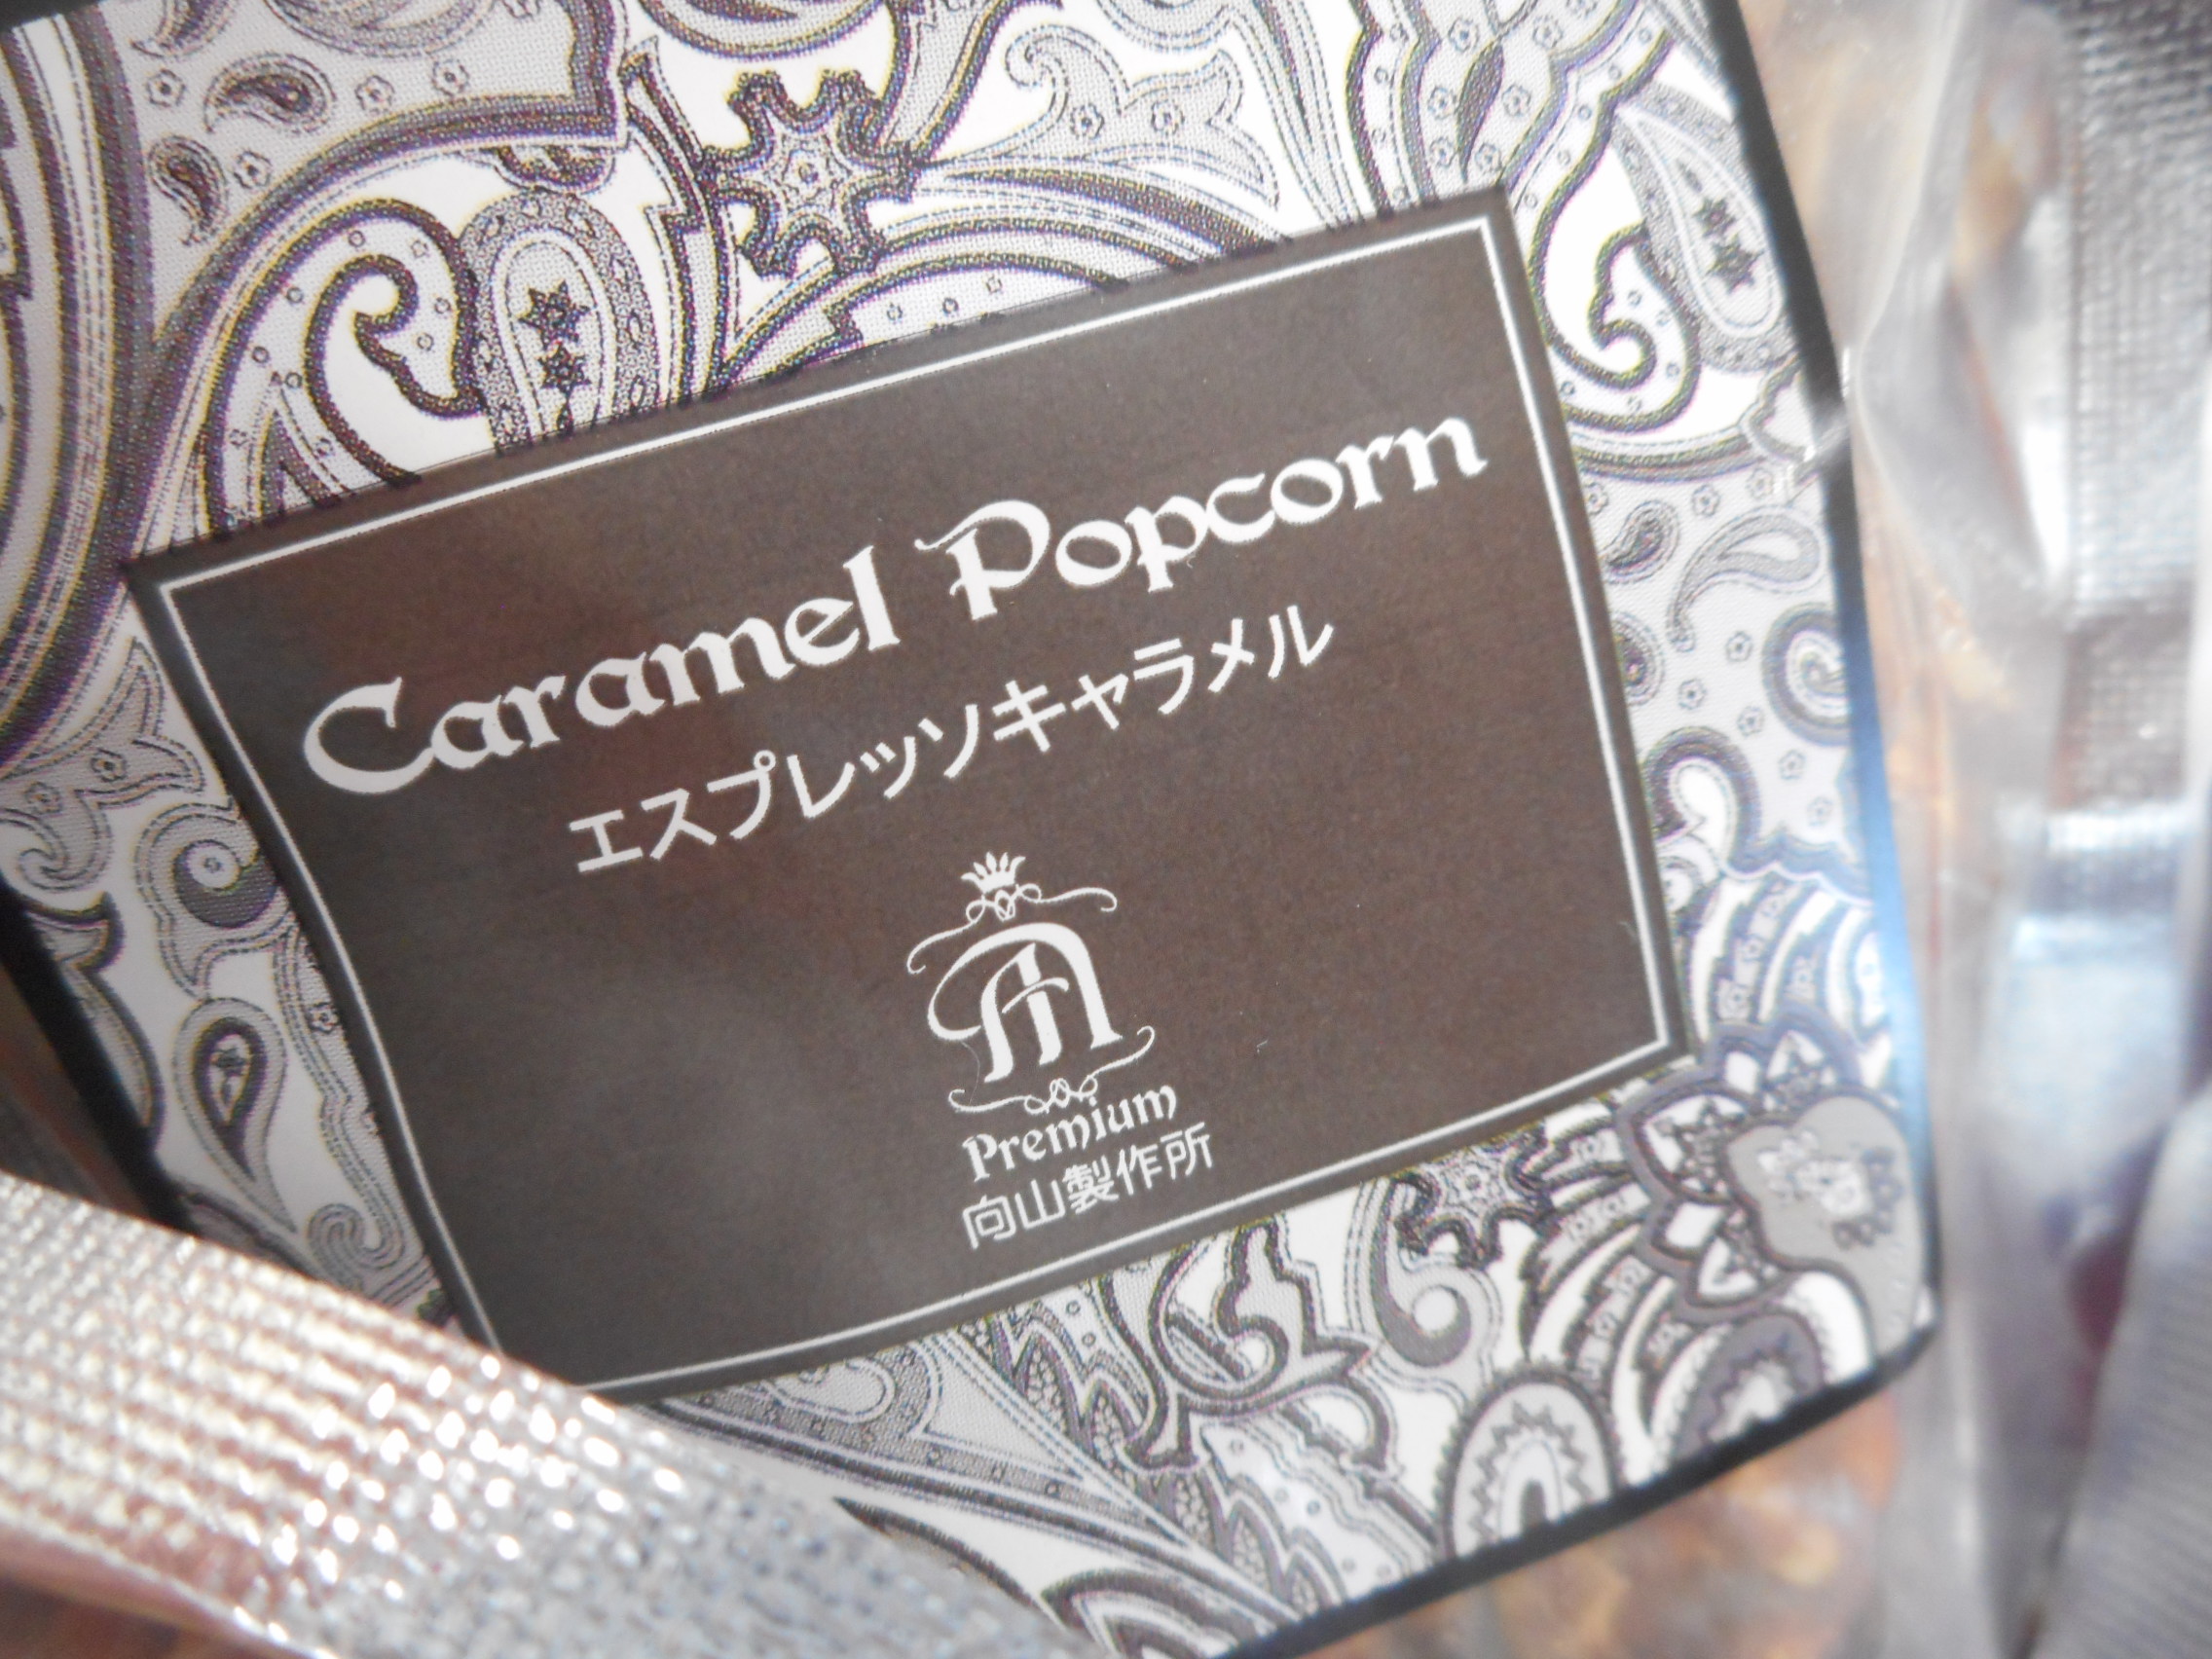 Caramel Popcorn
エスプレッソキャラメル
Premium
向山製作所